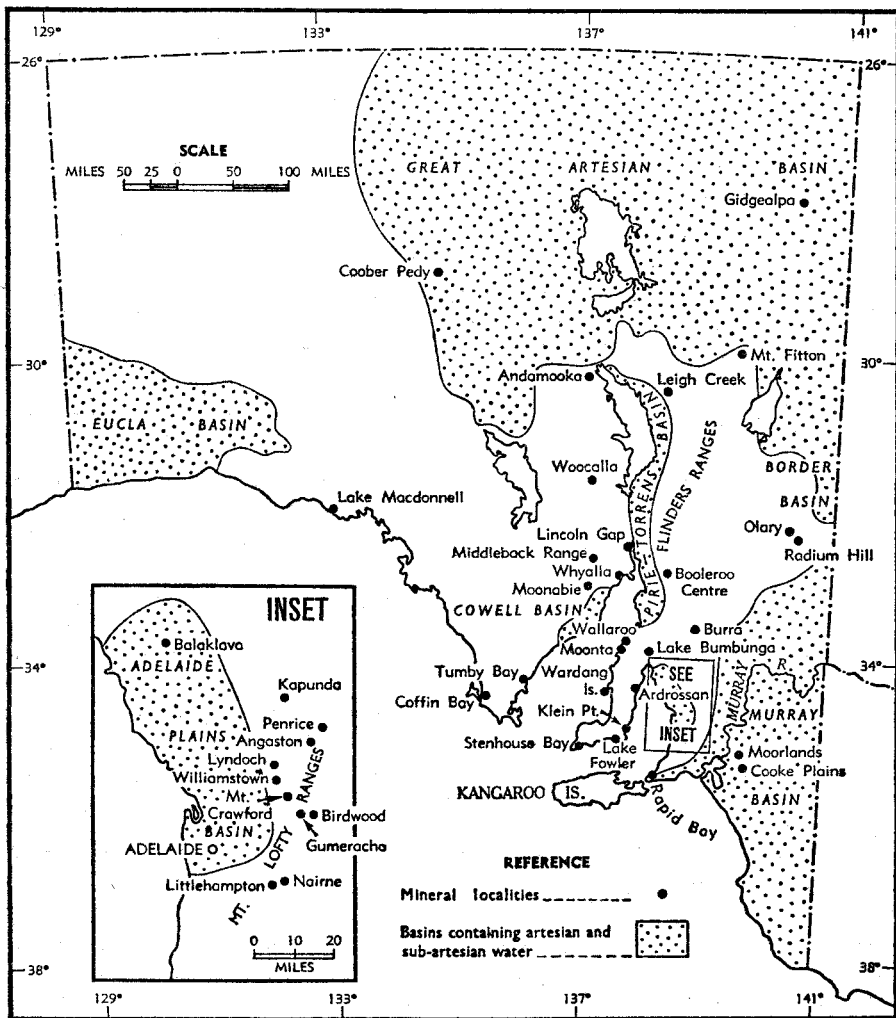 129°
133°
137°
141°
26°
SCALE
MILES 50 25 0 50 100 MILES
GREAT ARTESIAN BASIN
Gidgealpa
Coober Pedy
30°
30°
Mt. Fitton
Andamooka
Leigh Creek
EUCLA BASIN
PIRIE-TORRENS BASIN
FLINDERS RANGES
Woocalla
BORDER
BASIN
Lake Macdonnell
Olary
Radium Hill
Lincoln Gap
Middleback Range
Whyalla
Moonabie
Booleroo
Centre
COWELL BASIN
Wallaroo
Moonta
Burra
Lake Bumbunga
34°
34°
Tumby Bay
Coffin Bay
Wardang
Is.
SEE
Ardrossan
INSET
MURRAY R.
MURRAY
BASIN
Klein Pt.
Stenhouse Bay
Lake
Fowler
Moorlands
Cooke Plains
KANGAROO IS.
Rapid Bay
INSET
Balaklava
ADELAIDE
PLAINS
BASIN
Kapunda
Penrice
Angaston
Lyndoch
Williamstown
Mt.
Crawford
Birdwood
Gumeracha
ADELAIDE
MT. LOFTY RANGES
Littlehampton
Nairne
0 10 20
MILES
REFERENCE
Mineral localities
Basins containing artesian and
sub-artesian water
38°
38°
129°
133°
137°
141°